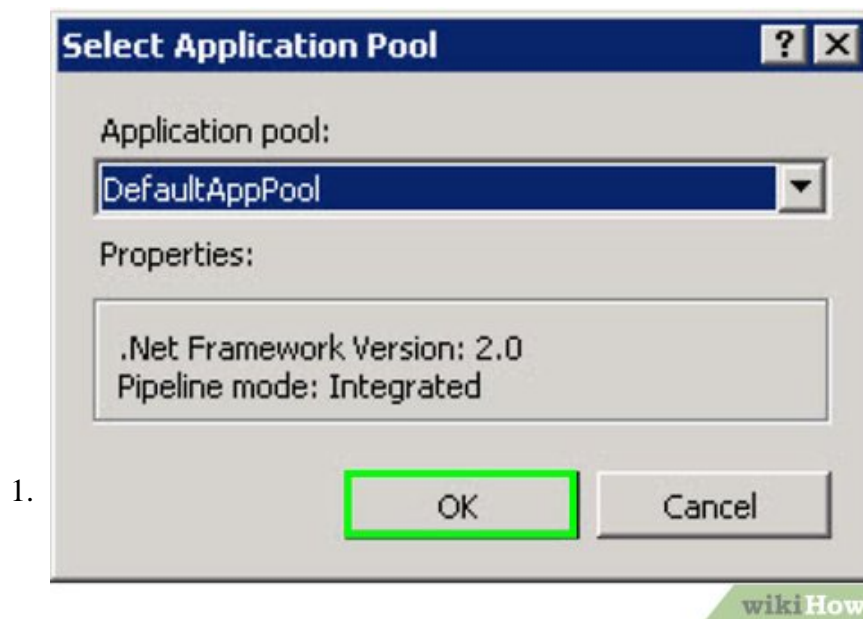 Select Application Pool
Application pool:
DefaultAppPool
Properties:
.Net Framework Version: 2.0
Pipeline mode: Integrated
1.
OK
Cancel
wikiHow